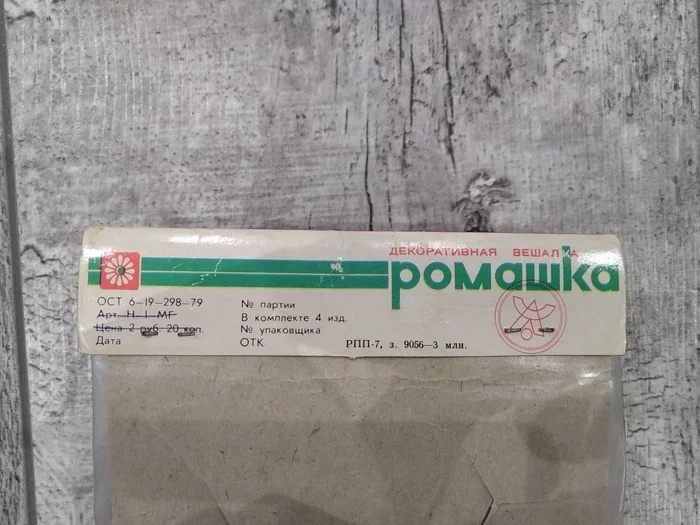 ДЕКОРАТИВНАЯ ВЕШАЛКА
ромашка
ОСТ 6-19-298-79
Арт. Н. I МГ
Цена 2 руб. 20 коп.
Дата
№ партии
В комплекте 4 изд.
№ упаковщика
ОТК
РПП-7, з. 9056—3 млн.